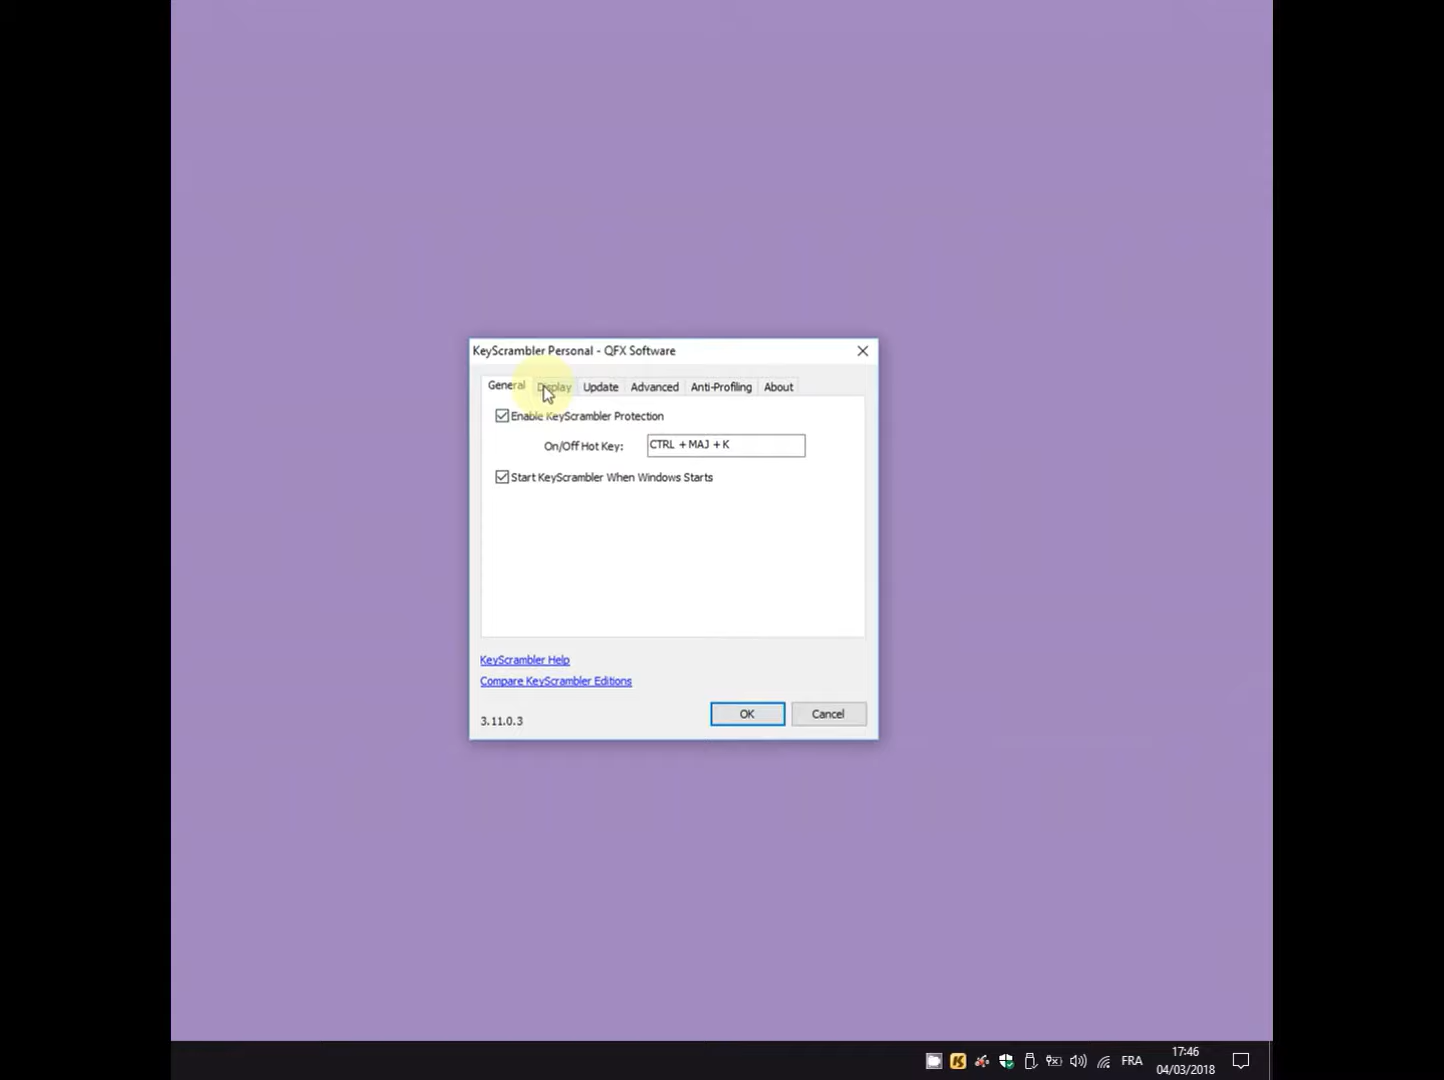 KeyScrambler Personal - QFX Software
General Display Update Advanced Anti-Profiling About
Enable KeyScrambler Protection
On/Off Hot Key: CTRL + MAJ + K
Start KeyScrambler When Windows Starts
KeyScrambler Help
Compare KeyScrambler Editions
3.11.0.3 OK Cancel
FRA 17:46
04/03/2018